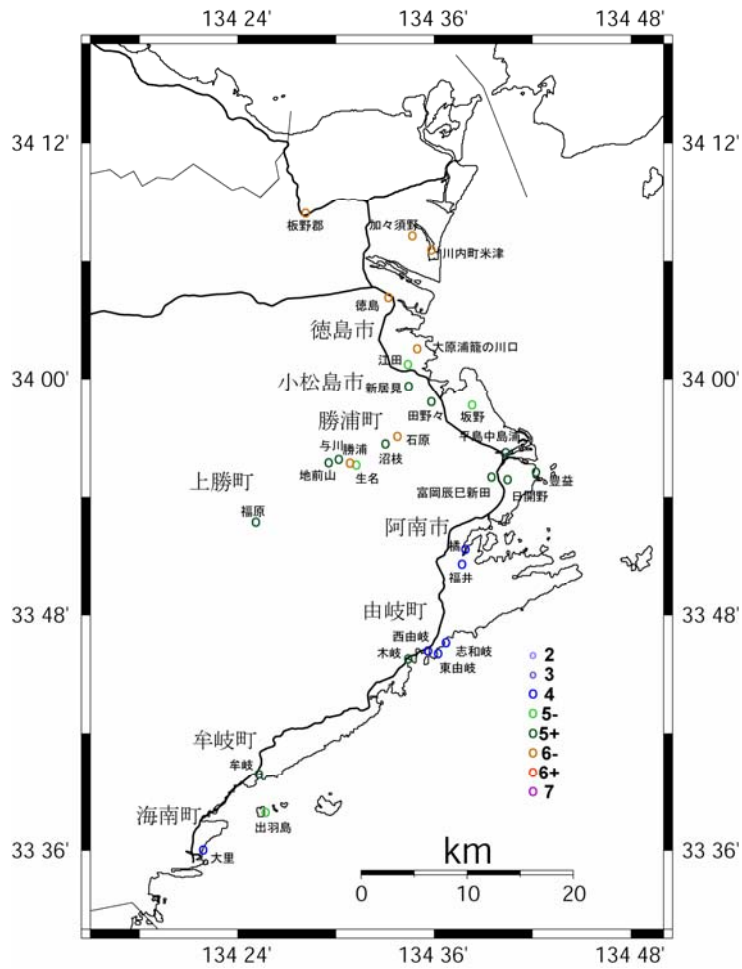 134 24' 134 36' 134 48'
34 12'
34 12'
板野郡
加々須野
川内町米津
徳島
徳島市
大原浦籠の川口
江田
34 00'
34 00'
小松島市
新居見
田野々
坂野
勝浦町
石原
平島中島浦
与川
勝浦
沼枝
地前山
生名
上勝町
富岡辰巳新田
日開野
豊益
福原
阿南市
橘
福井
33 48'
33 48'
由岐町
西由岐
志和岐
木岐
東由岐
2
3
4
5-
5+
6-
6+
7
牟岐町
牟岐
海南町
出羽島
33 36'
33 36'
大里
km
0 10 20
134 24' 134 36' 134 48'